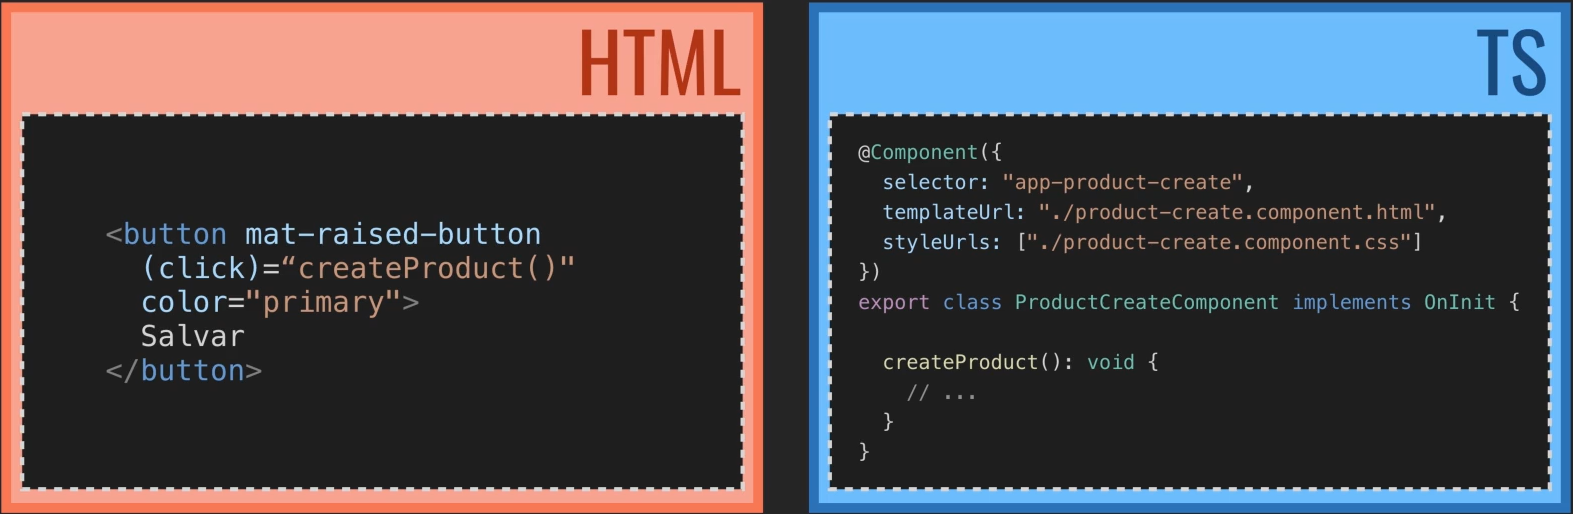 HTML
<button mat-raised-button
  (click)=“createProduct()"
  color="primary">
  Salvar
</button>
TS
@Component({
  selector: "app-product-create",
  templateUrl: "./product-create.component.html",
  styleUrls: ["./product-create.component.css"]
})
export class ProductCreateComponent implements OnInit {
  createProduct(): void {
    // ...
  }
}